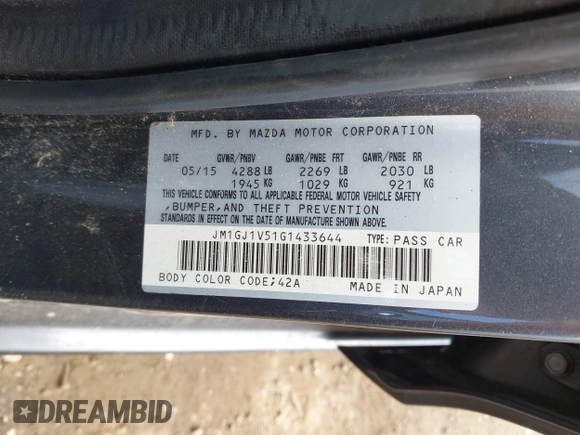 MFD. BY MAZDA MOTOR CORPORATION
DATE GVWR/PNBV GAWR/PNBE FRT GAWR/PNBE RR
05/15 4288 LB 2269 LB 2030 LB
1945 KG 1029 KG 921 KG
THIS VEHICLE CONFORMS TO ALL APPLICABLE FEDERAL MOTOR VEHICLE SAFETY
,BUMPER,AND THEFT PREVENTION
STANDARDS IN EFFECT ON THE DATE OF MANUFACTURE SHOWN ABOVE.
JM1GJ1V51G1433644 TYPE: PASS CAR
BODY COLOR CODE;42A MADE IN JAPAN
DREAMBID